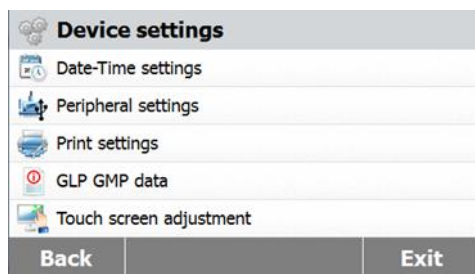 Device settings
Date-Time settings
Peripheral settings
Print settings
GLP GMP data
Touch screen adjustment
Back Exit